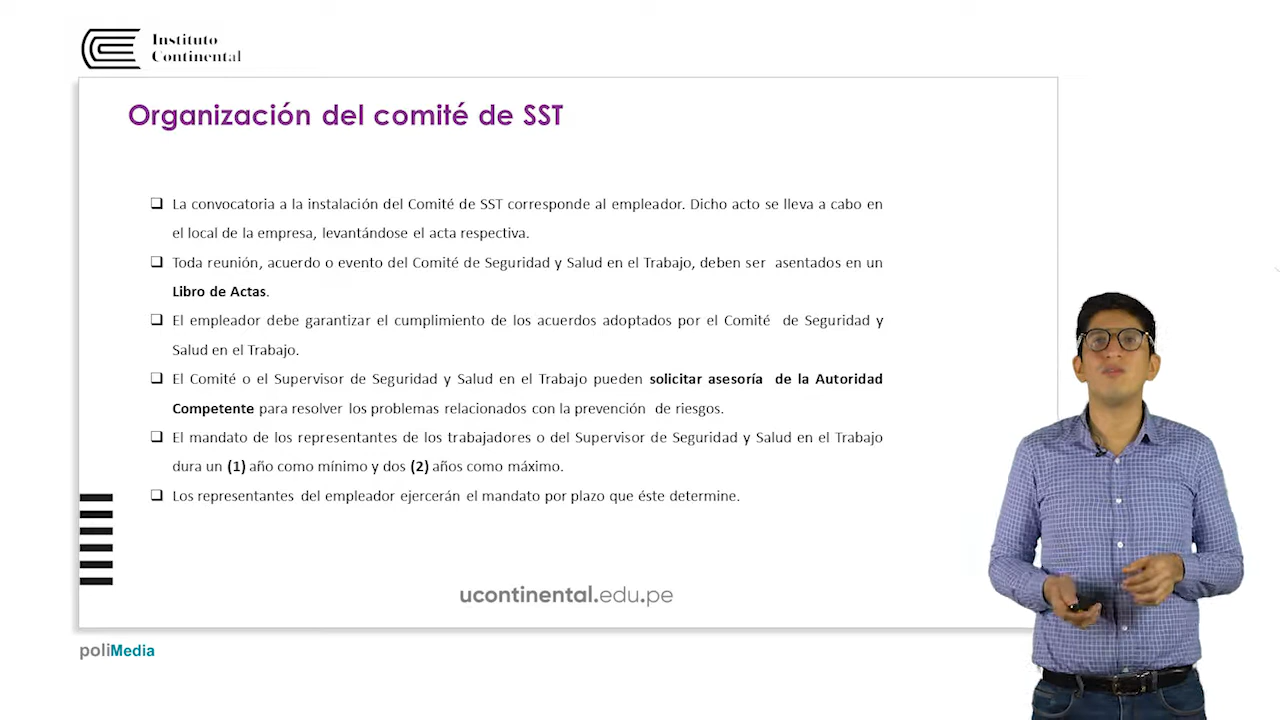 Instituto
Continental
Organización del comité de SST
La convocatoria a la instalación del Comité de SST corresponde al empleador. Dicho acto se lleva a cabo en
el local de la empresa, levantándose el acta respectiva.
Toda reunión, acuerdo o evento del Comité de Seguridad y Salud en el Trabajo, deben ser asentados en un
Libro de Actas.
El empleador debe garantizar el cumplimiento de los acuerdos adoptados por el Comité de Seguridad y
Salud en el Trabajo.
El Comité o el Supervisor de Seguridad y Salud en el Trabajo pueden solicitar asesoría de la Autoridad
Competente para resolver los problemas relacionados con la prevención de riesgos.
El mandato de los representantes de los trabajadores o del Supervisor de Seguridad y Salud en el Trabajo
dura un (1) año como mínimo y dos (2) años como máximo.
Los representantes del empleador ejercerán el mandato por plazo que éste determine.
ucontinental.edu.pe
poliMedia